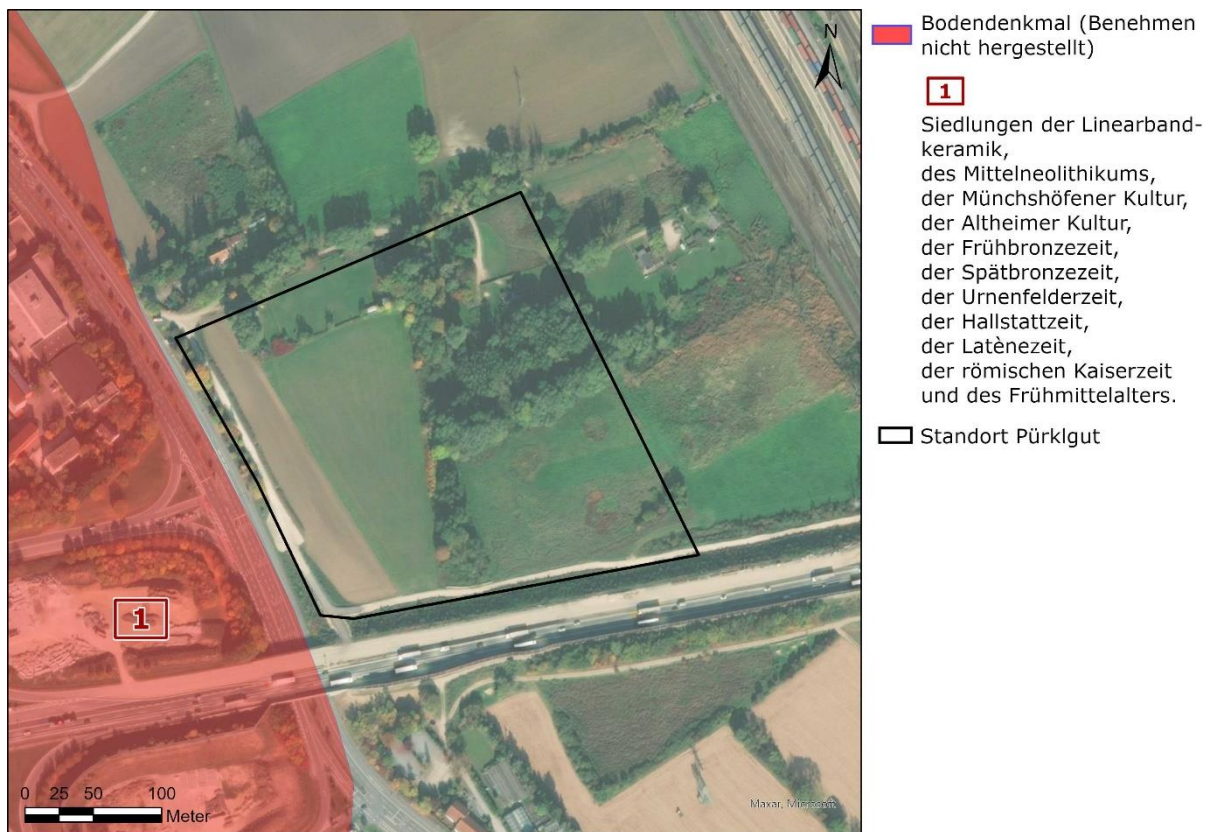 N
1
0 25 50 100
Meter
Maxar, Microsoft
Bodendenkmal (Benehmen
nicht hergestellt)
1
Siedlungen der Linearband-
keramik,
des Mittelneolithikums,
der Münchshöfener Kultur,
der Altheimer Kultur,
der Frühbronzezeit,
der Spätbronzezeit,
der Urnenfelderzeit,
der Hallstattzeit,
der Latènezeit,
der römischen Kaiserzeit
und des Frühmittelalters.
Standort Pürklgut